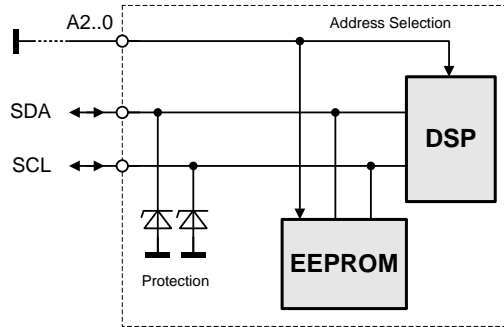 A2..0
Address Selection
SDA
DSP
SCL
EEPROM
Protection